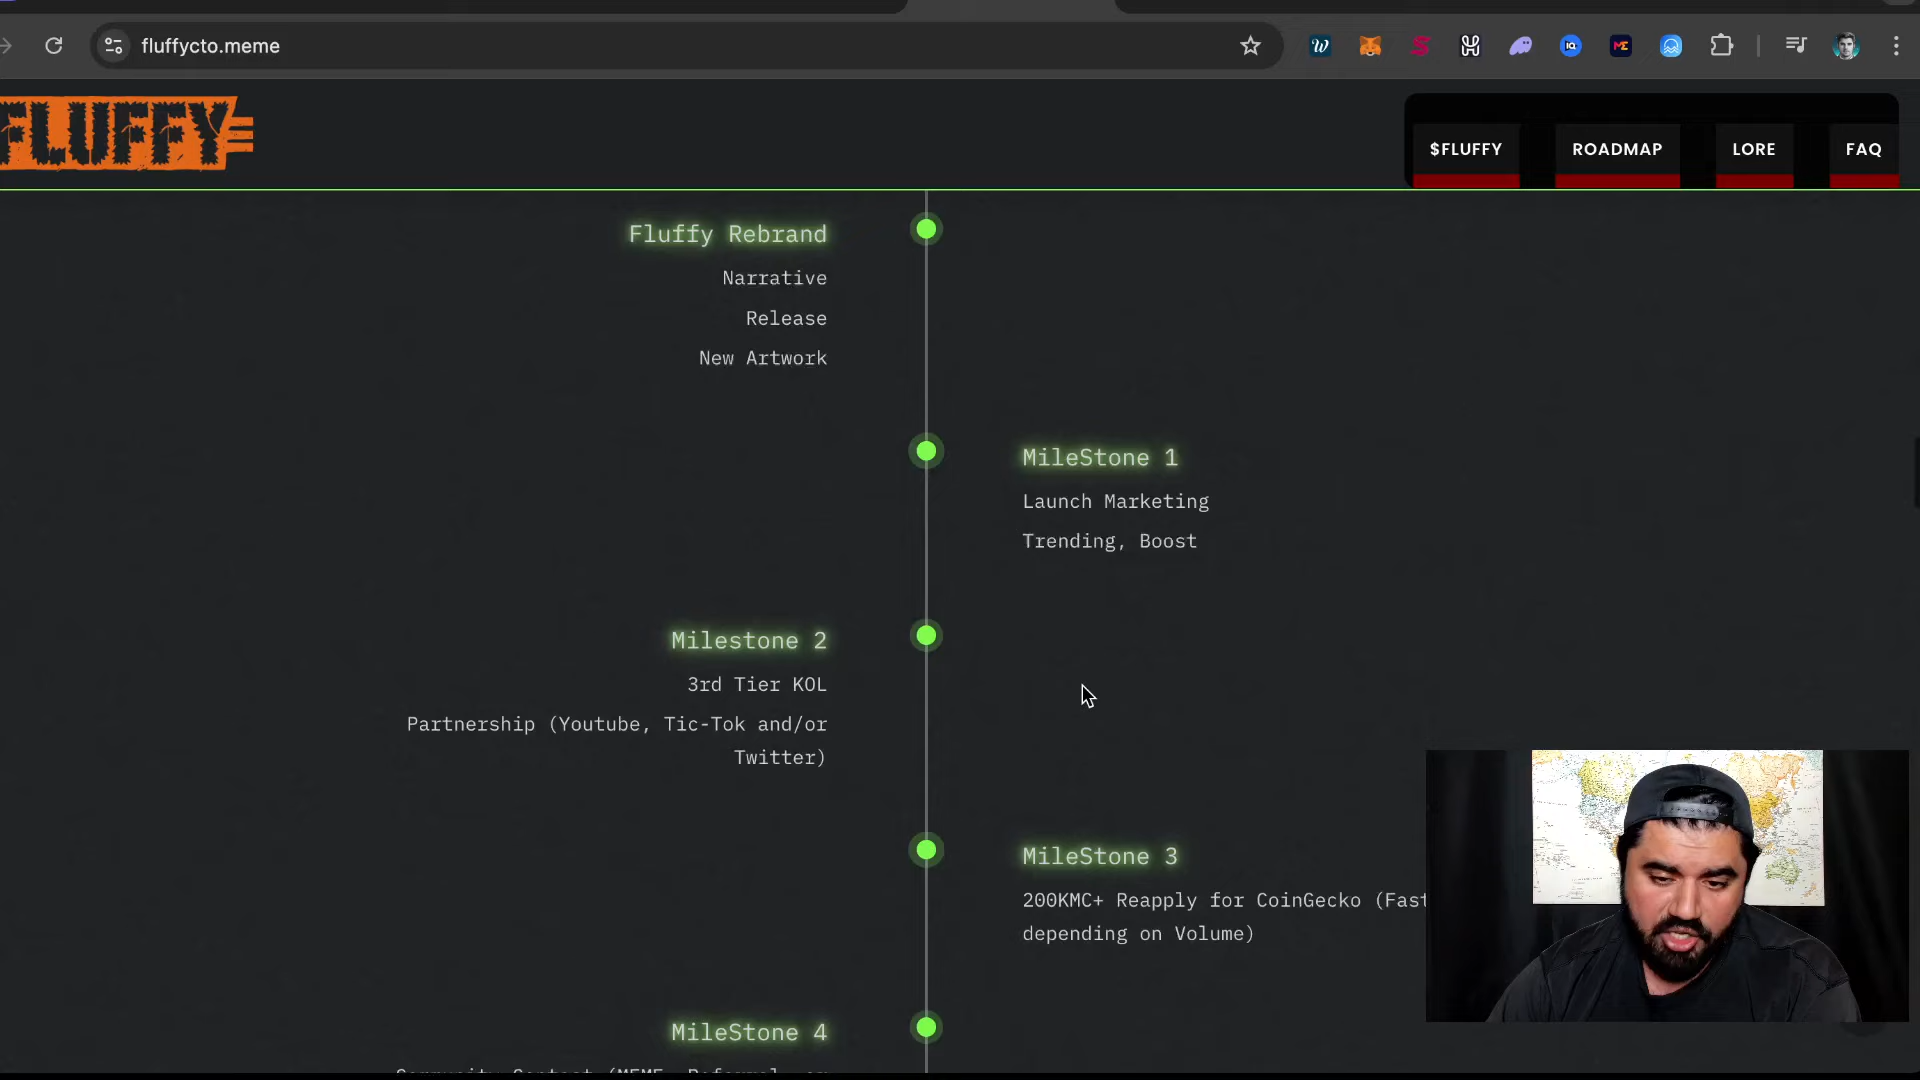 fluffycto.meme
FLUFFY
$FLUFFY
ROADMAP
LORE
FAQ
Fluffy Rebrand
Narrative
Release
New Artwork
MileStone 1
Launch Marketing
Trending, Boost
Milestone 2
3rd Tier KOL
Partnership (Youtube, Tic-Tok and/or
Twitter)
MileStone 3
200KMC+ Reapply for CoinGecko (Fast
depending on Volume)
MileStone 4